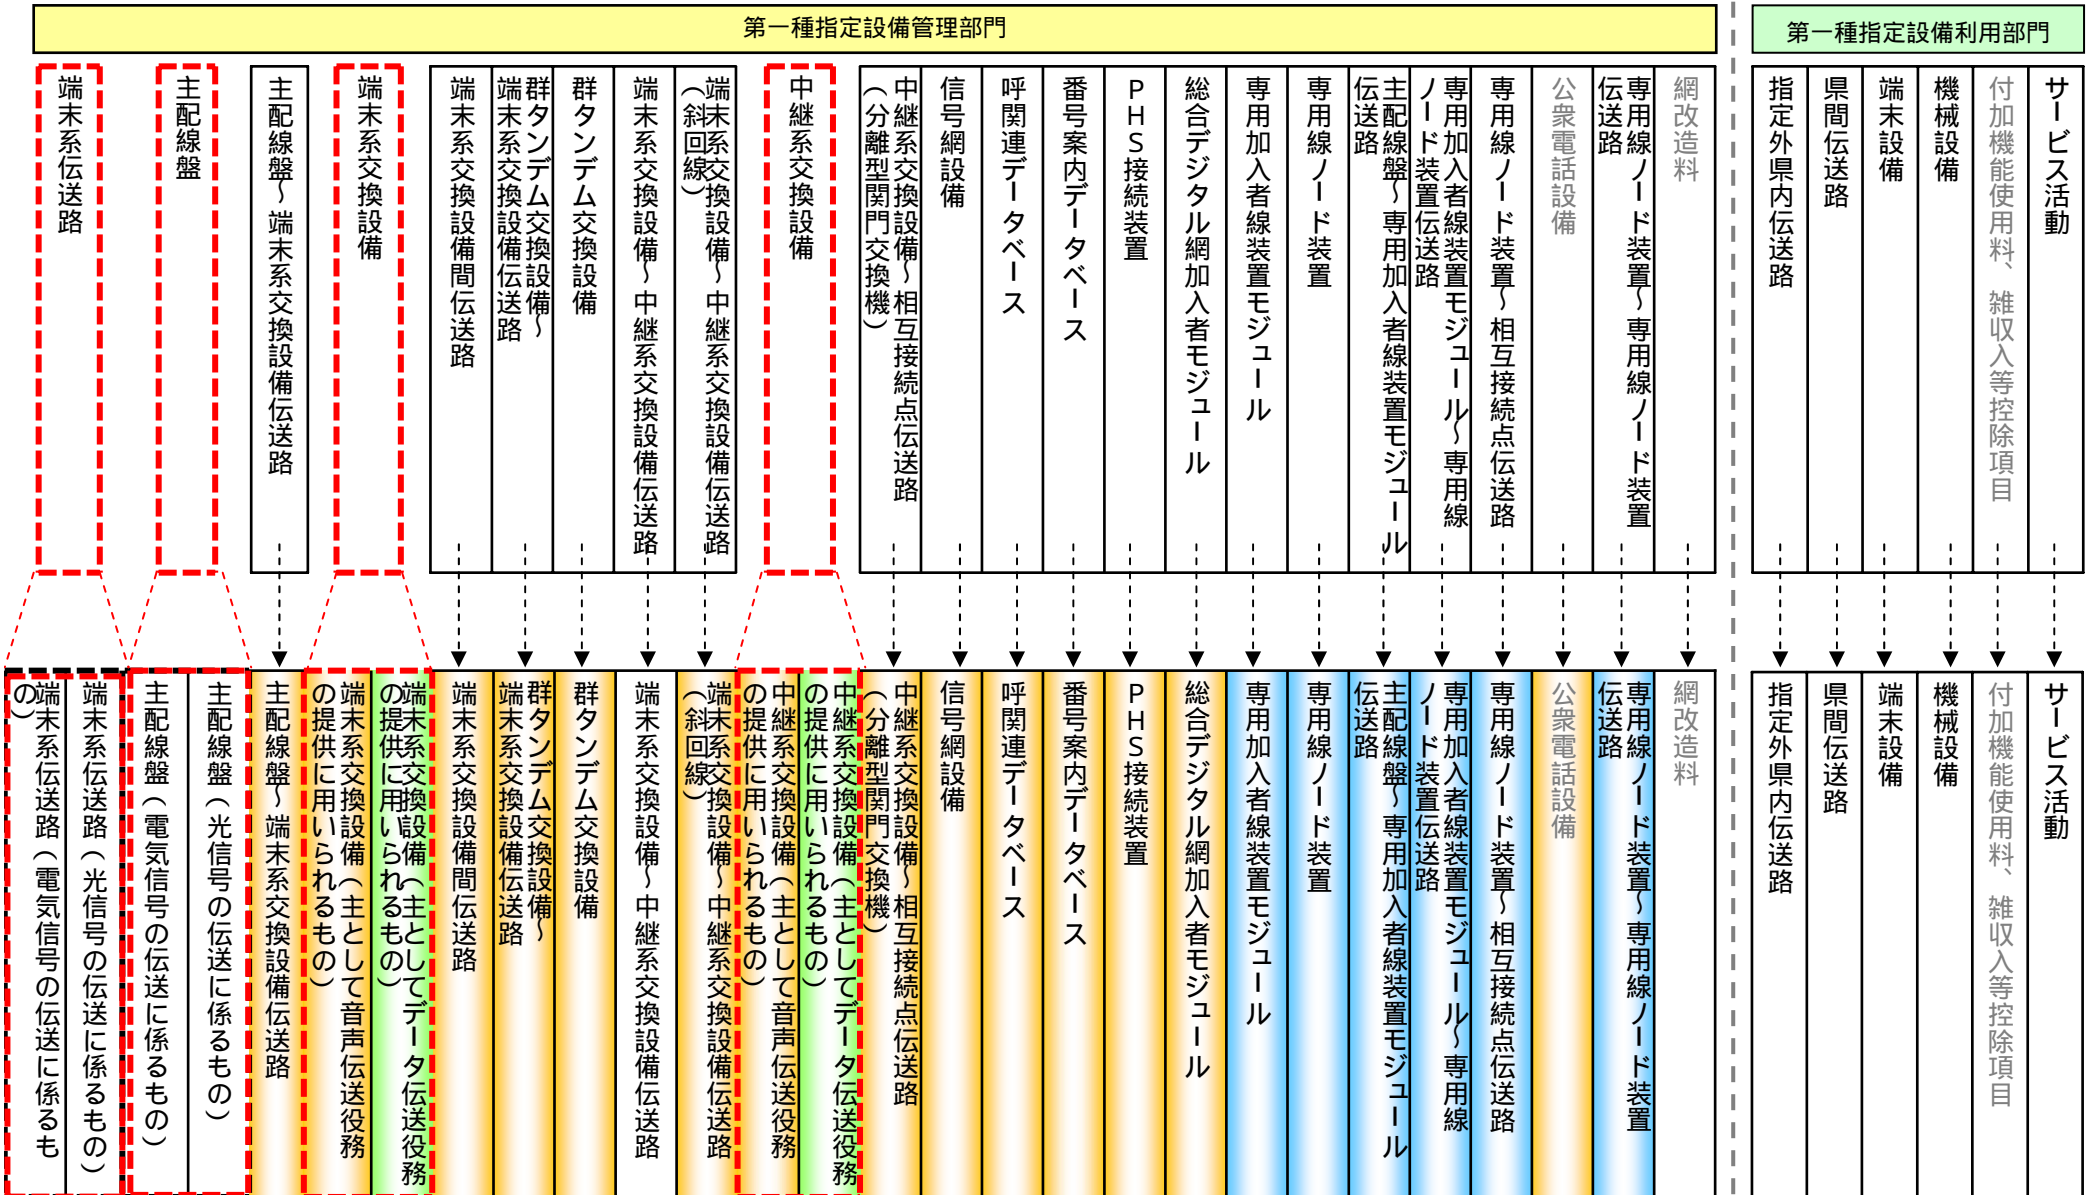 第一種指定設備管理部門
第一種指定設備利用部門
端末系伝送路
主配線盤
主配線盤～端末系交換設備伝送路
端末系交換設備
端末系交換設備間伝送路
群タンデム交換設備～
端末系交換設備伝送路
群タンデム交換設備
端末系交換設備～中継系交換設備伝送路
端末系交換設備～中継系交換設備伝送路
（斜回線）
中継系交換設備
中継系交換設備～相互接続点伝送路
（分離型関門交換機）
信号網設備
呼関連データベース
番号案内データベース
ＰＨＳ接続装置
総合デジタル網加入者モジュール
専用加入者線装置モジュール
専用線ノード装置
主配線盤～専用加入者線装置モジュール
伝送路
専用加入者線装置モジュール～専用線
ノード装置伝送路
専用線ノード装置～相互接続点伝送路
公衆電話設備
専用線ノード装置～専用線ノード装置
伝送路
網改造料
指定外県内伝送路
県間伝送路
端末設備
機械設備
付加機能使用料、雑収入等控除項目
サービス活動
端末系伝送路（電気信号の伝送に係るも
の）
端末系伝送路（光信号の伝送に係るもの）
主配線盤（電気信号の伝送に係るもの）
主配線盤（光信号の伝送に係るもの）
主配線盤～端末系交換設備伝送路
端末系交換設備（主として音声伝送役務
の提供に用いられるもの）
端末系交換設備（主としてデータ伝送役務
の提供に用いられるもの）
端末系交換設備間伝送路
群タンデム交換設備～
端末系交換設備伝送路
群タンデム交換設備
端末系交換設備～中継系交換設備伝送路
端末系交換設備～中継系交換設備伝送路
（斜回線）
中継系交換設備（主として音声伝送役務
の提供に用いられるもの）
中継系交換設備（主としてデータ伝送役務
の提供に用いられるもの）
中継系交換設備～相互接続点伝送路
（分離型関門交換機）
信号網設備
呼関連データベース
番号案内データベース
ＰＨＳ接続装置
総合デジタル網加入者モジュール
専用加入者線装置モジュール
専用線ノード装置
主配線盤～専用加入者線装置モジュール
伝送路
専用加入者線装置モジュール～専用線
ノード装置伝送路
専用線ノード装置～相互接続点伝送路
公衆電話設備
専用線ノード装置～専用線ノード装置
伝送路
網改造料
指定外県内伝送路
県間伝送路
端末設備
機械設備
付加機能使用料、雑収入等控除項目
サービス活動